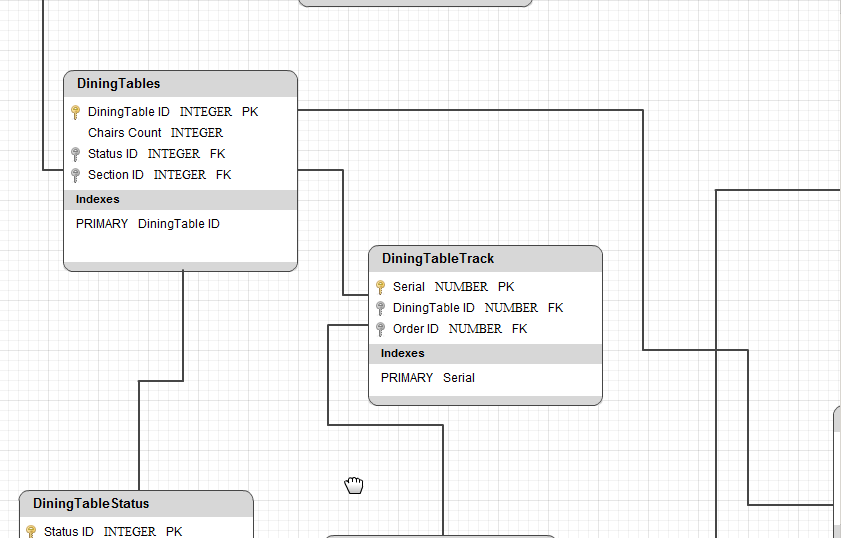 DiningTables
DiningTable ID INTEGER PK
Chairs Count INTEGER
Status ID INTEGER FK
Section ID INTEGER FK
Indexes
PRIMARY DiningTable ID
DiningTableTrack
Serial NUMBER PK
DiningTable ID NUMBER FK
Order ID NUMBER FK
Indexes
PRIMARY Serial
DiningTableStatus
Status ID INTEGER PK